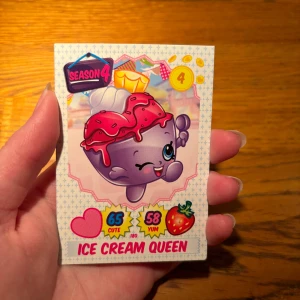 SEASON 4
4
65 58
CUTE YUM
ICE CREAM QUEEN